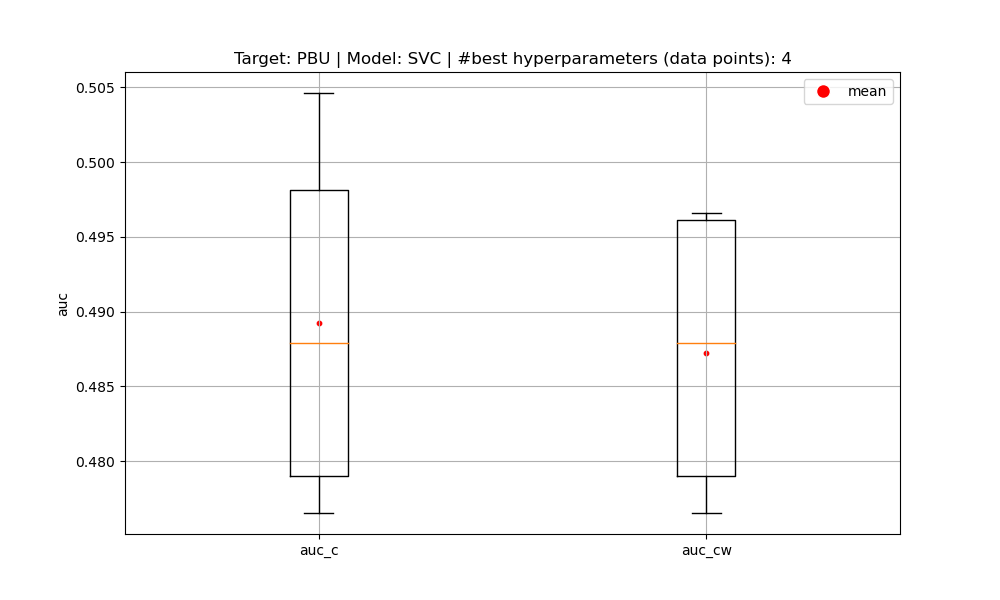 Target: PBU | Model: SVC | #best hyperparameters (data points): 4
mean
0.505
0.500
0.495
0.490
0.485
0.480
auc
auc_c
auc_cw